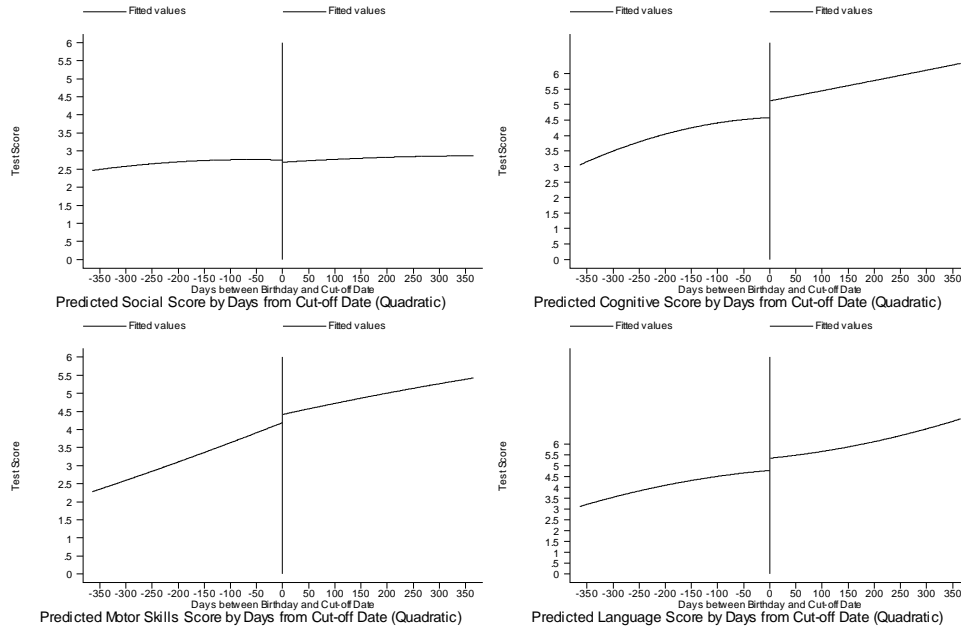 Fitted values Fitted values
6
5.5
5
4.5
4
3.5
3
2.5
2
1.5
1
.5
0
Test Score
-350 -300 -250 -200 -150 -100 -50 0 50 100 150 200 250 300 350
Days between Birthday and Cut-off Date
Predicted Social Score by Days from Cut-off Date (Quadratic)
Fitted values Fitted values
6
5.5
5
4.5
4
3.5
3
2.5
2
1.5
1
.5
0
Test Score
-350 -300 -250 -200 -150 -100 -50 0 50 100 150 200 250 300 350
Days between Birthday and Cut-off Date
Predicted Cognitive Score by Days from Cut-off Date (Quadratic)
Fitted values Fitted values
6
5.5
5
4.5
4
3.5
3
2.5
2
1.5
1
.5
0
Test Score
-350 -300 -250 -200 -150 -100 -50 0 50 100 150 200 250 300 350
Days between Birthday and Cut-off Date
Predicted Motor Skills Score by Days from Cut-off Date (Quadratic)
Fitted values Fitted values
6
5.5
5
4.5
4
3.5
3
2.5
2
1.5
1
.5
0
Test Score
-350 -300 -250 -200 -150 -100 -50 0 50 100 150 200 250 300 350
Days between Birthday and Cut-off Date
Predicted Language Score by Days from Cut-off Date (Quadratic)